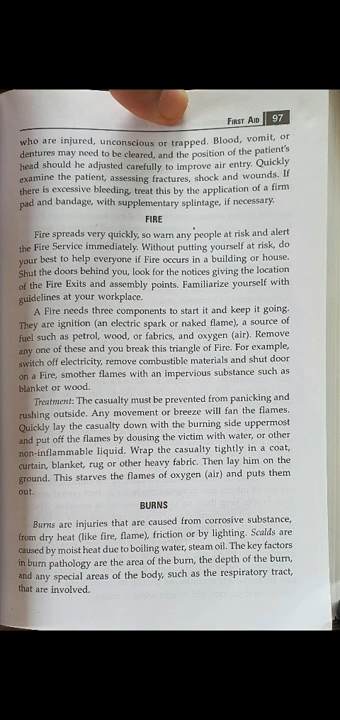 FIRST AID 97
who are injured, unconscious or trapped. Blood, vomit, or
dentures may need to be cleared, and the position of the patient's
head should he adjusted carefully to improve air entry. Quickly
examine the patient, assessing fractures, shock and wounds. If
there is excessive bleeding, treat this by the application of a firm
pad and bandage, with supplementary splintage, if necessary.
FIRE
Fire spreads very quickly, so warn any people at risk and alert
the Fire Service immediately. Without putting yourself at risk, do
your best to help everyone if Fire occurs in a building or house.
Shut the doors behind you, look for the notices giving the location
of the Fire Exits and assembly points. Familiarize yourself with
guidelines at your workplace.
A Fire needs three components to start it and keep it going.
They are ignition (an electric spark or naked flame), a source of
fuel such as petrol, wood, or fabrics, and oxygen (air). Remove
any one of these and you break this triangle of Fire. For example,
switch off electricity, remove combustible materials and shut door
on a Fire, smother flames with an impervious substance such as
blanket or wood.
Treatment: The casualty must be prevented from panicking and
rushing outside. Any movement or breeze will fan the flames.
Quickly lay the casualty down with the burning side uppermost
and put off the flames by dousing the victim with water, or other
non-inflammable liquid. Wrap the casualty tightly in a coat,
curtain, blanket, rug or other heavy fabric. Then lay him on the
ground. This starves the flames of oxygen (air) and puts them
out.
BURNS
Burns are injuries that are caused from corrosive substance,
from dry heat (like fire, flame), friction or by lighting. Scalds are
caused by moist heat due to boiling water, steam oil. The key factors
in burn pathology are the area of the burn, the depth of the burn,
and any special areas of the body, such as the respiratory tract,
that are involved.